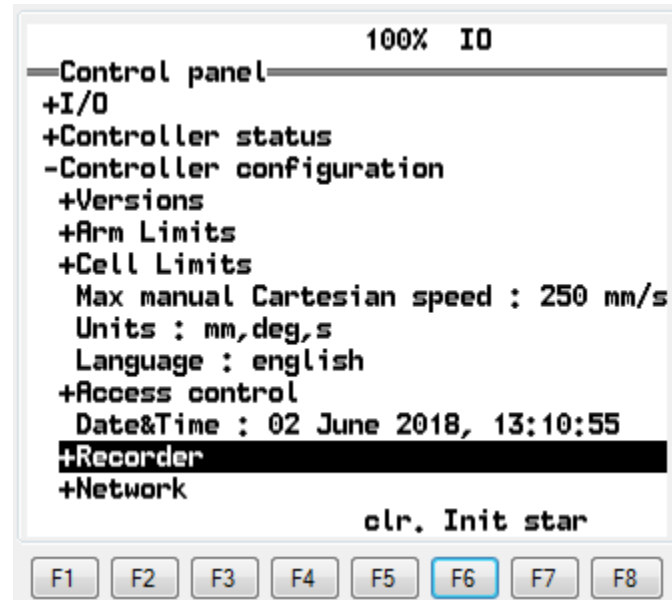 100% IO
Control panel
+I/O
+Controller status
-Controller configuration
+Versions
+Arm Limits
+Cell Limits
Max manual Cartesian speed : 250 mm/s
Units : mm,deg,s
Language : english
+Access control
Date&Time : 02 June 2018, 13:10:55
+Recorder
+Network
clr. Init star
F1 F2 F3 F4 F5 F6 F7 F8